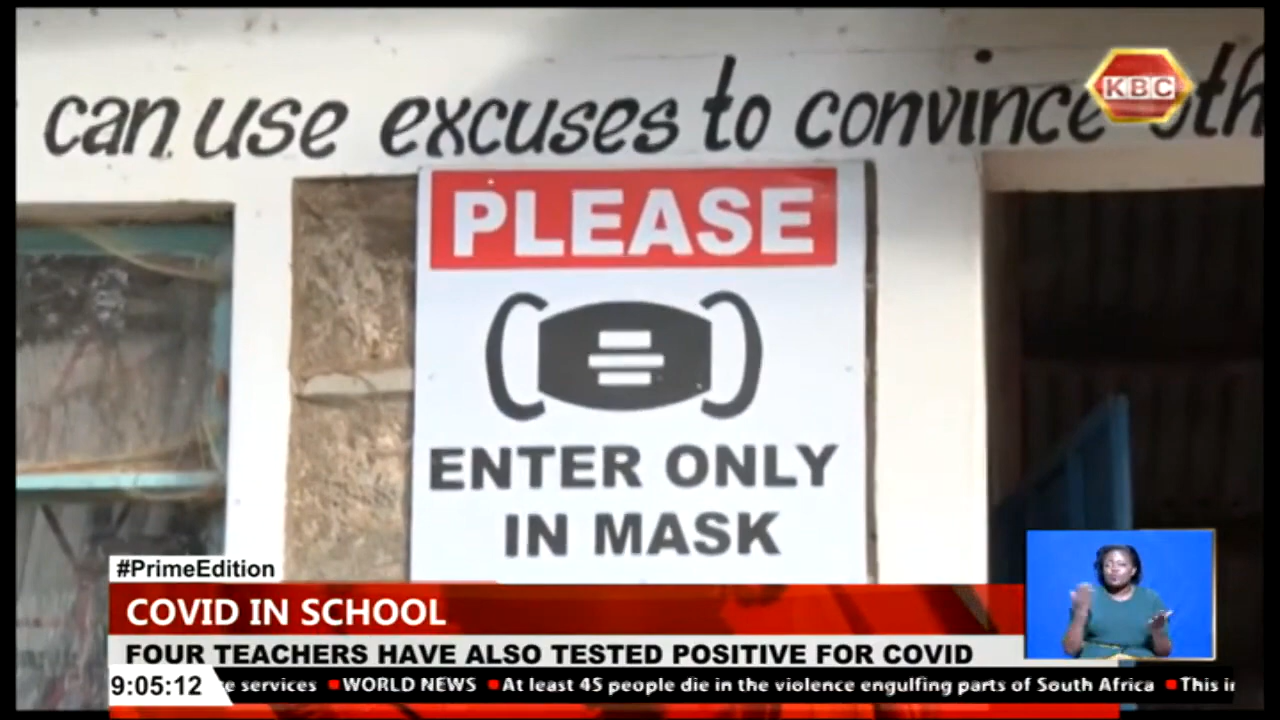 can use excuses to convince
KBC
PLEASE
ENTER ONLY
IN MASK
#PrimeEdition
COVID IN SCHOOL
FOUR TEACHERS HAVE ALSO TESTED POSITIVE FOR COVID
9:05:12 services WORLD NEWS At least 45 people die in the violence engulfing parts of South Africa This